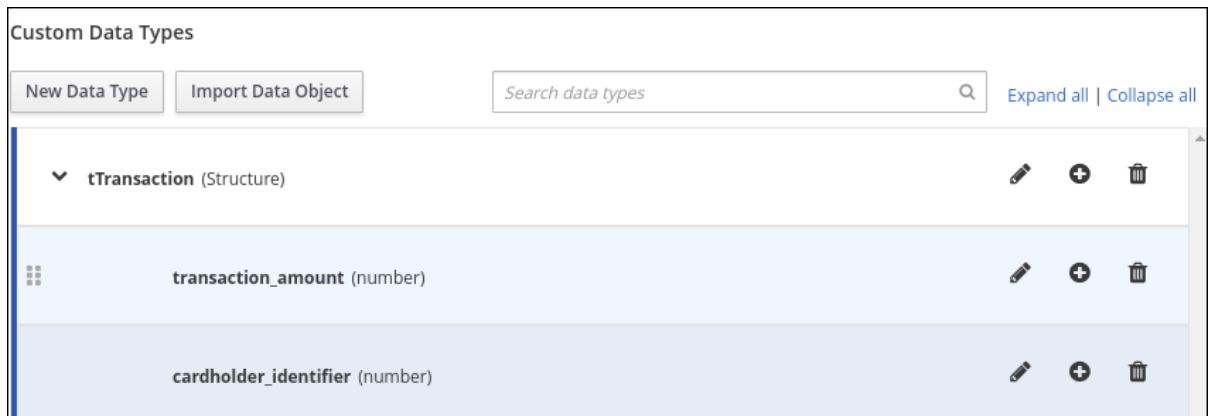 Custom Data Types
New Data Type Import Data Object Search data types Expand all | Collapse all
tTransaction (Structure)
transaction_amount (number)
cardholder_identifier (number)